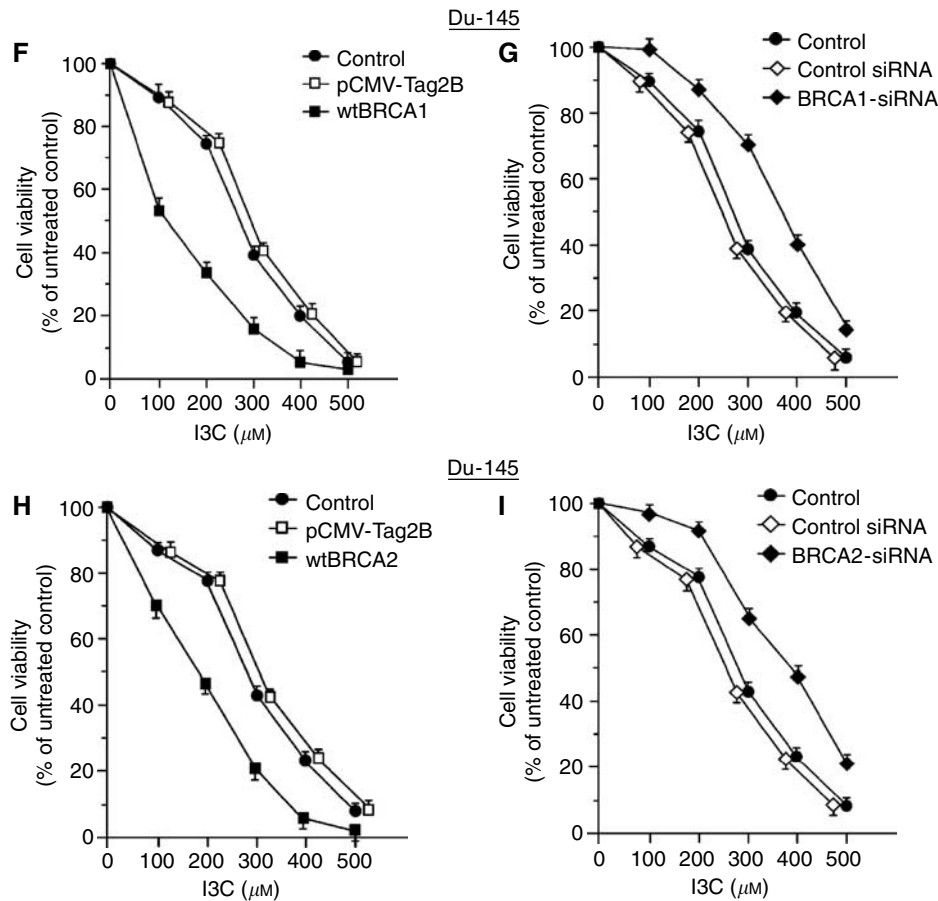 Du-145
F
Control
pCMV-Tag2B
wtBRCA1
Cell viability
(% of untreated control)
100
80
60
40
20
0
0 100 200 300 400 500
I3C (μM)
G
Control
Control siRNA
BRCA1-siRNA
Cell viability
(% of untreated control)
100
80
60
40
20
0
0 100 200 300 400 500
I3C (μM)
Du-145
H
Control
pCMV-Tag2B
wtBRCA2
Cell viability
(% of untreated control)
100
80
60
40
20
0
0 100 200 300 400 500
I3C (μM)
I
Control
Control siRNA
BRCA2-siRNA
Cell viability
(% of untreated control)
100
80
60
40
20
0
0 100 200 300 400 500
I3C (μM)